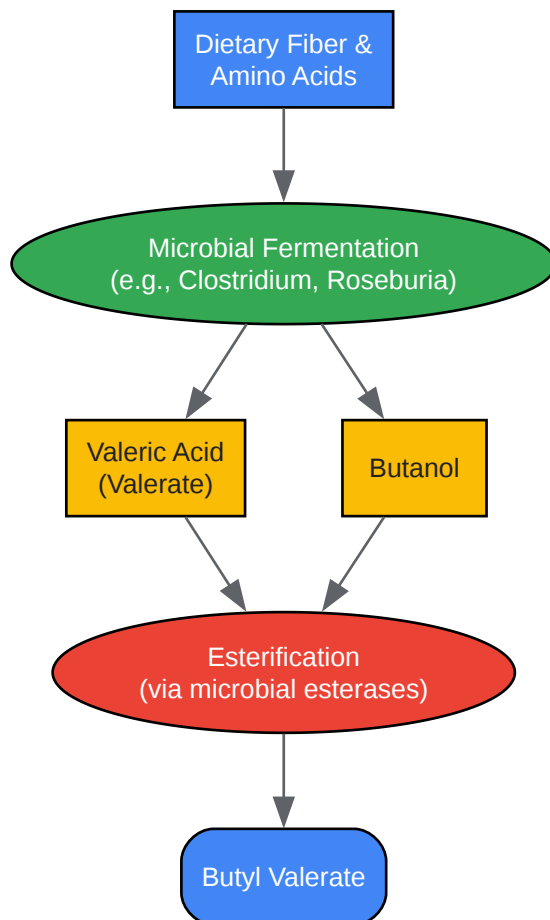 Dietary Fiber &
Amino Acids
Microbial Fermentation
(e.g., Clostridium, Roseburia)
Valeric Acid
(Valerate)
Butanol
Esterification
(via microbial esterases)
Butyl Valerate